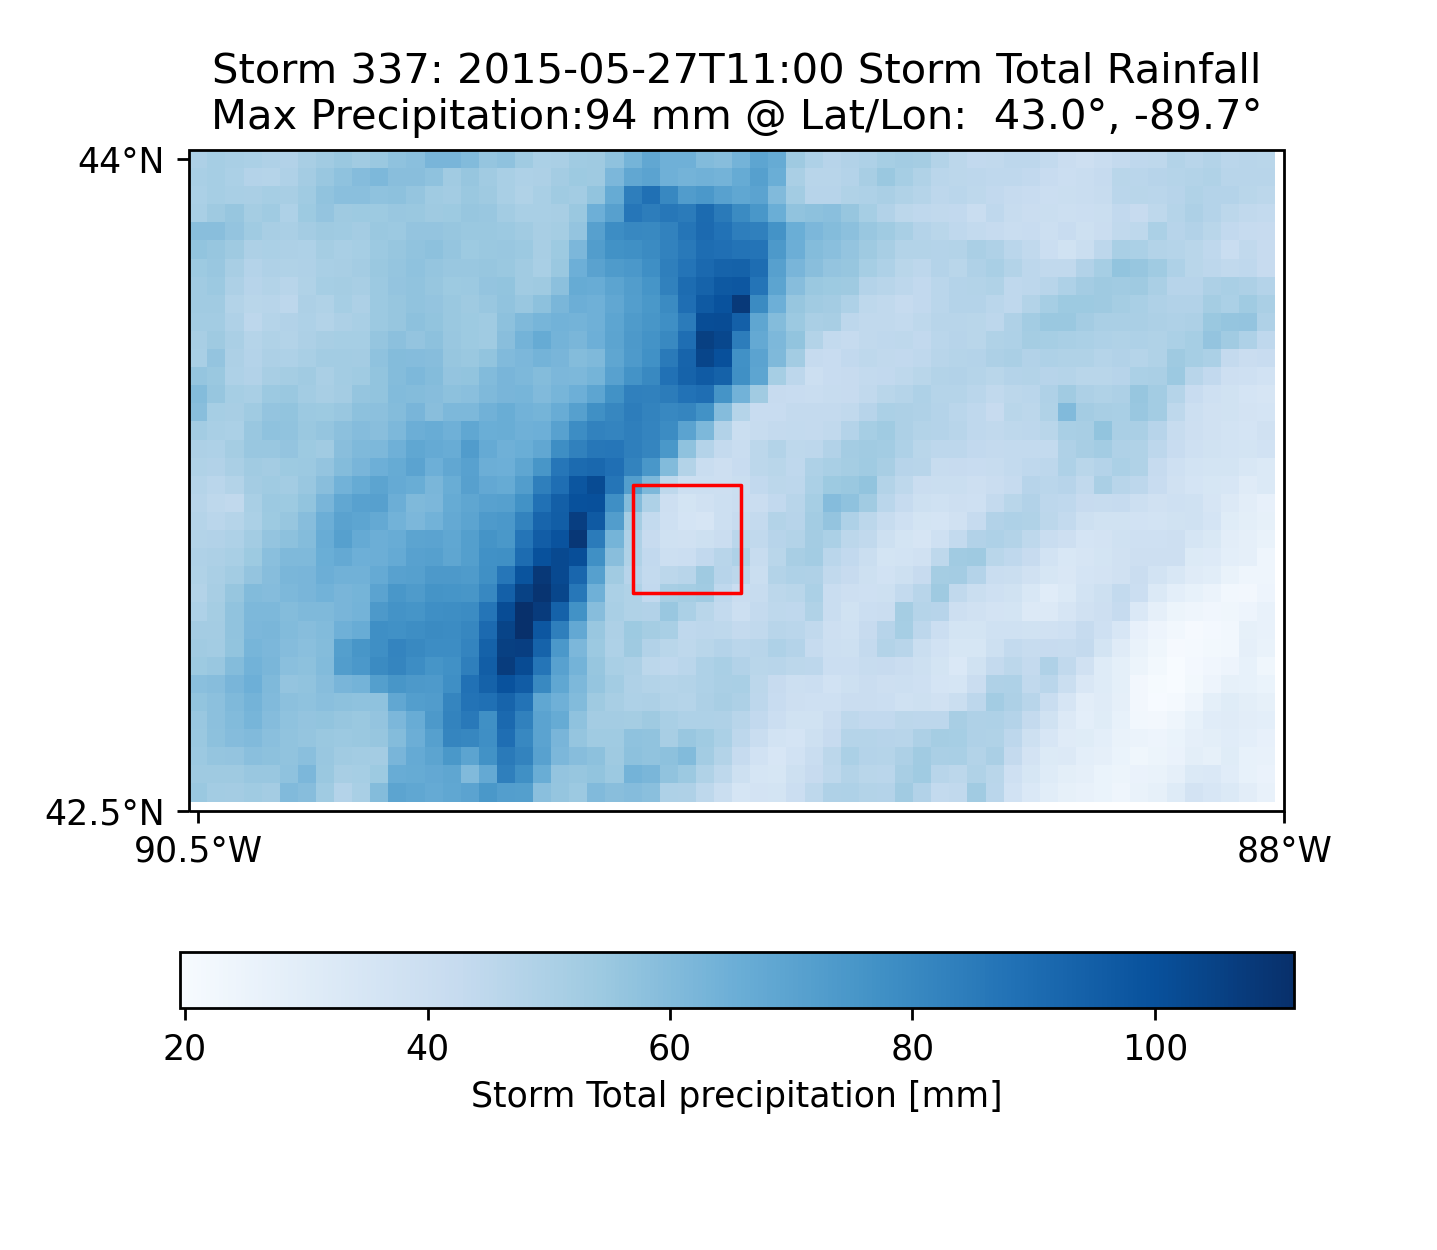 Storm 337: 2015-05-27T11:00 Storm Total Rainfall
Max Precipitation:94 mm @ Lat/Lon:  43.0°, -89.7°
44°N
42.5°N
90.5°W 88°W
20 40 60 80 100
Storm Total precipitation [mm]